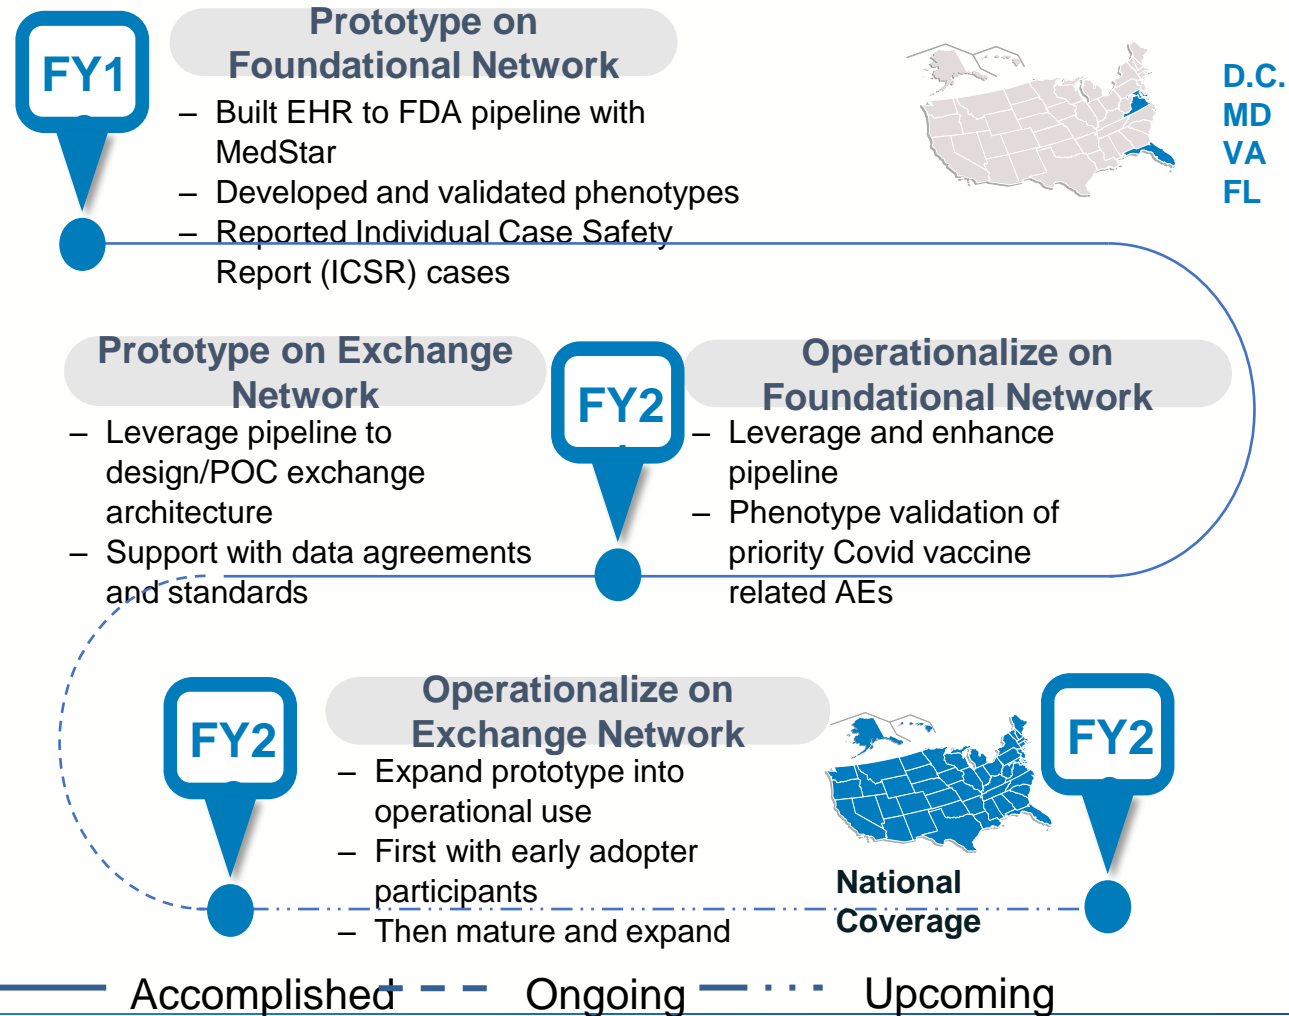 FY1
Prototype on
Foundational Network
– Built EHR to FDA pipeline with
MedStar
– Developed and validated phenotypes
– Reported Individual Case Safety
Report (ICSR) cases
D.C.
MD
VA
FL
Prototype on Exchange
Network
– Leverage pipeline to
design/POC exchange
architecture
– Support with data agreements
and standards
FY2
Operationalize on
Foundational Network
– Leverage and enhance
pipeline
– Phenotype validation of
priority Covid vaccine
related AEs
FY2
Operationalize on
Exchange Network
– Expand prototype into
operational use
– First with early adopter
participants
– Then mature and expand
National
Coverage
FY2
Accomplished
Ongoing
Upcoming